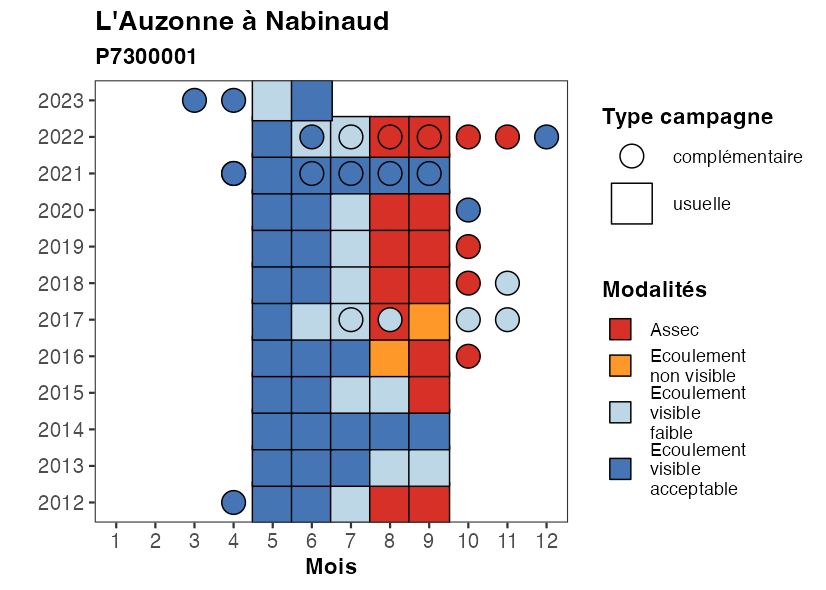 L'Auzonne à Nabinaud
P7300001
2023
2022
2021
2020
2019
2018
2017
2016
2015
2014
2013
2012
1 2 3 4 5 6 7 8 9 10 11 12
Mois
Type campagne
complémentaire
usuelle
Modalités
Assec
Ecoulement
non visible
Ecoulement
visible
faible
Ecoulement
visible
acceptable